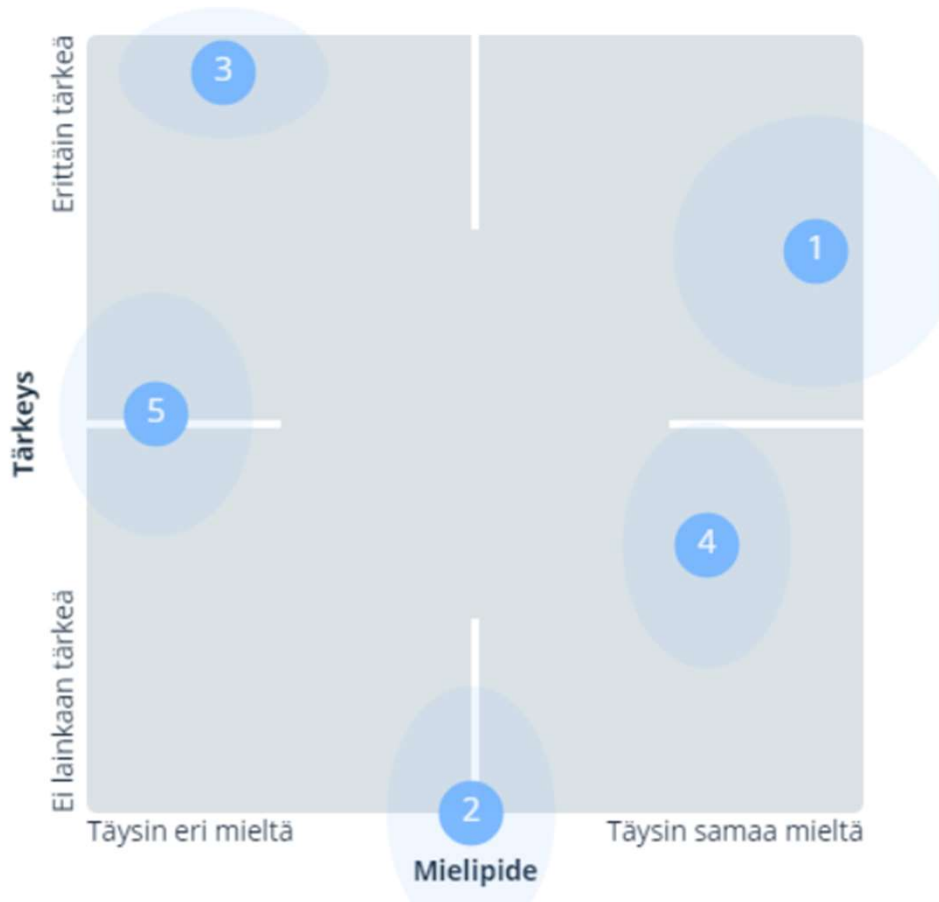 Erittäin tärkeä
3
1
Tärkeys
5
4
Ei lainkaan tärkeä
2
Täysin eri mieltä
Täysin samaa mieltä
Mielipide